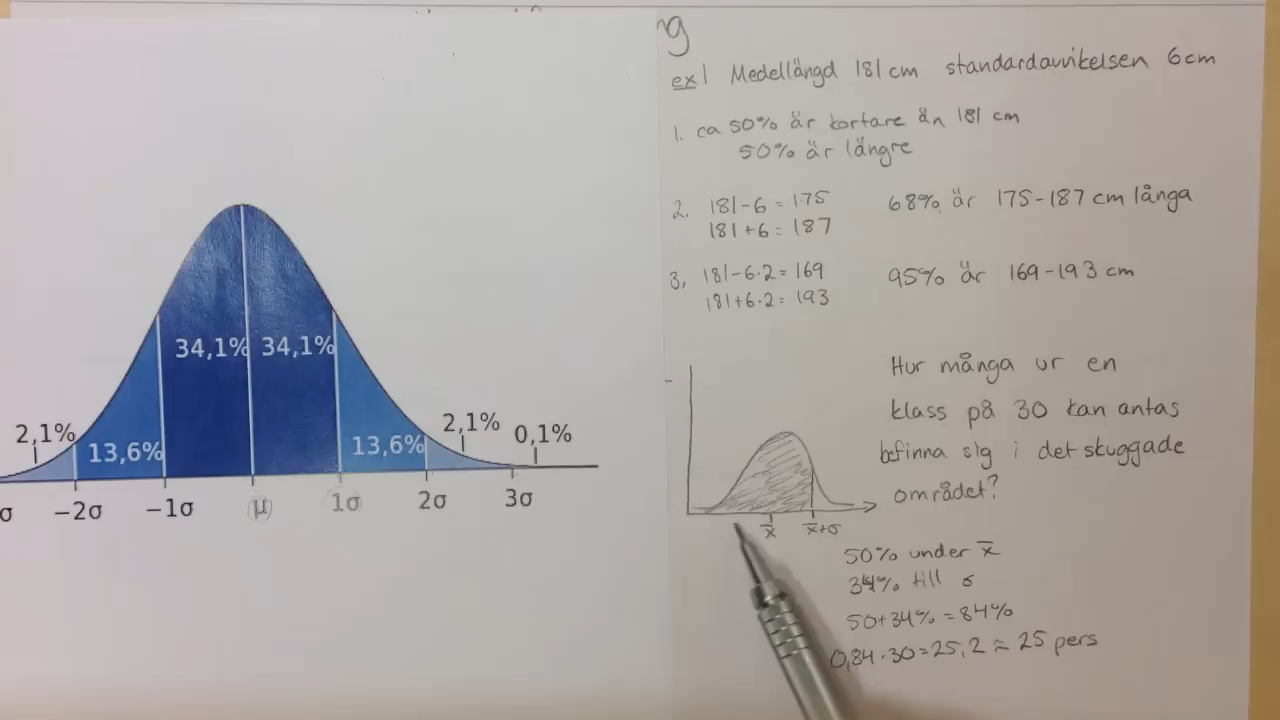 ng
ex1 Medellängd 181 cm standardavvikelsen 6cm
1. ca 50% är kortare än 181 cm
50% är längre
2. 181-6 = 175 68% är 175-187 cm långa
181+6 = 187
3. 181-6·2 = 169 95% är 169-193 cm
181+6·2 = 193
34,1% 34,1%
2,1% 13,6% 13,6% 2,1% 0,1%
σ −2σ −1σ μ 1σ 2σ 3σ
Hur många ur en
klass på 30 kan antas
befinna sig i det skuggade
området?
x̄ x̄+σ
50% under x̄
34% till σ
50+34% = 84%
0,84·30=25,2 ≈ 25 pers